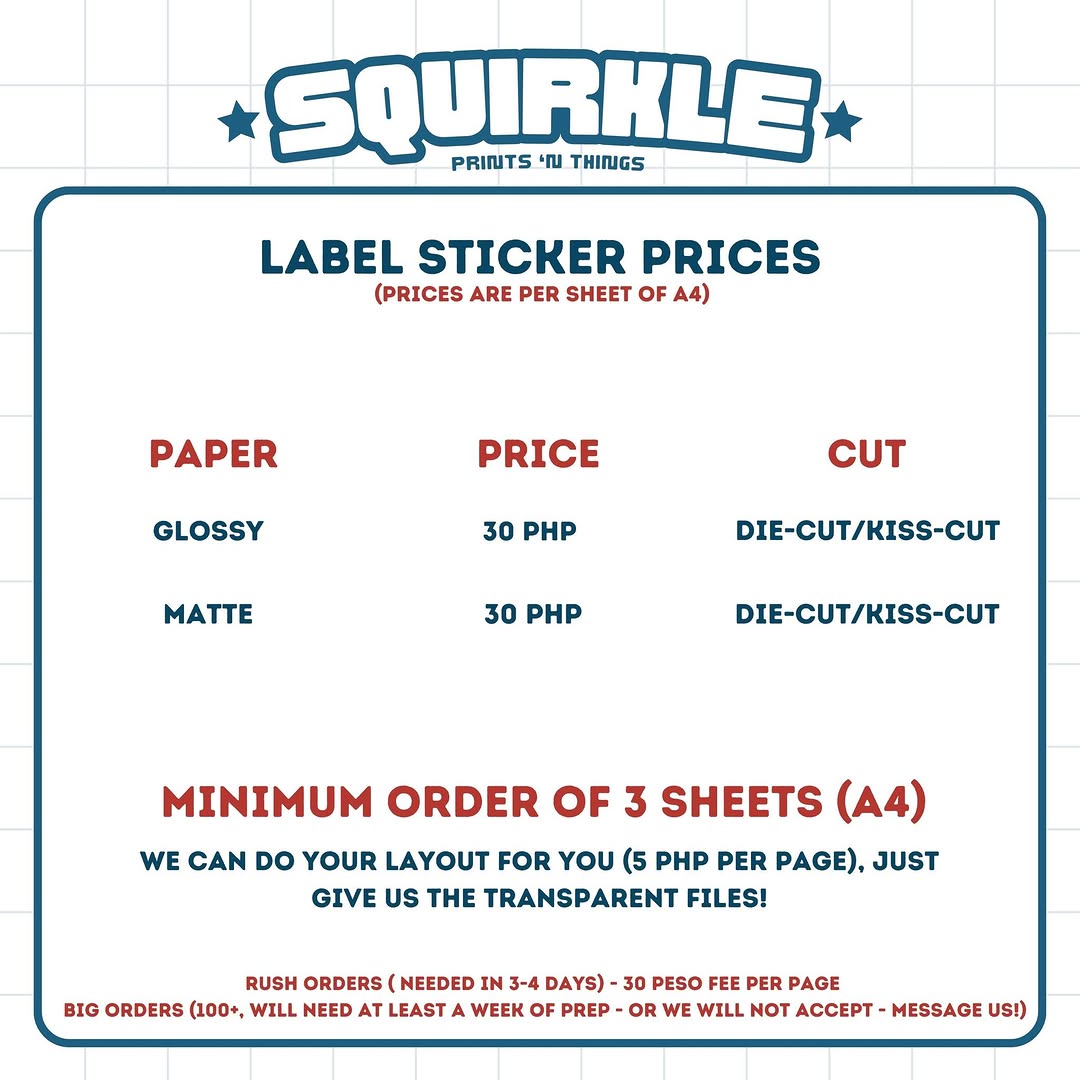 SQUIRKLE
PRINTS 'N THINGS
LABEL STICKER PRICES
(PRICES ARE PER SHEET OF A4)
PAPER PRICE CUT
GLOSSY 30 PHP DIE-CUT/KISS-CUT
MATTE 30 PHP DIE-CUT/KISS-CUT
MINIMUM ORDER OF 3 SHEETS (A4)
WE CAN DO YOUR LAYOUT FOR YOU (5 PHP PER PAGE), JUST
GIVE US THE TRANSPARENT FILES!
RUSH ORDERS ( NEEDED IN 3-4 DAYS) - 30 PESO FEE PER PAGE
BIG ORDERS (100+, WILL NEED AT LEAST A WEEK OF PREP - OR WE WILL NOT ACCEPT - MESSAGE US!)